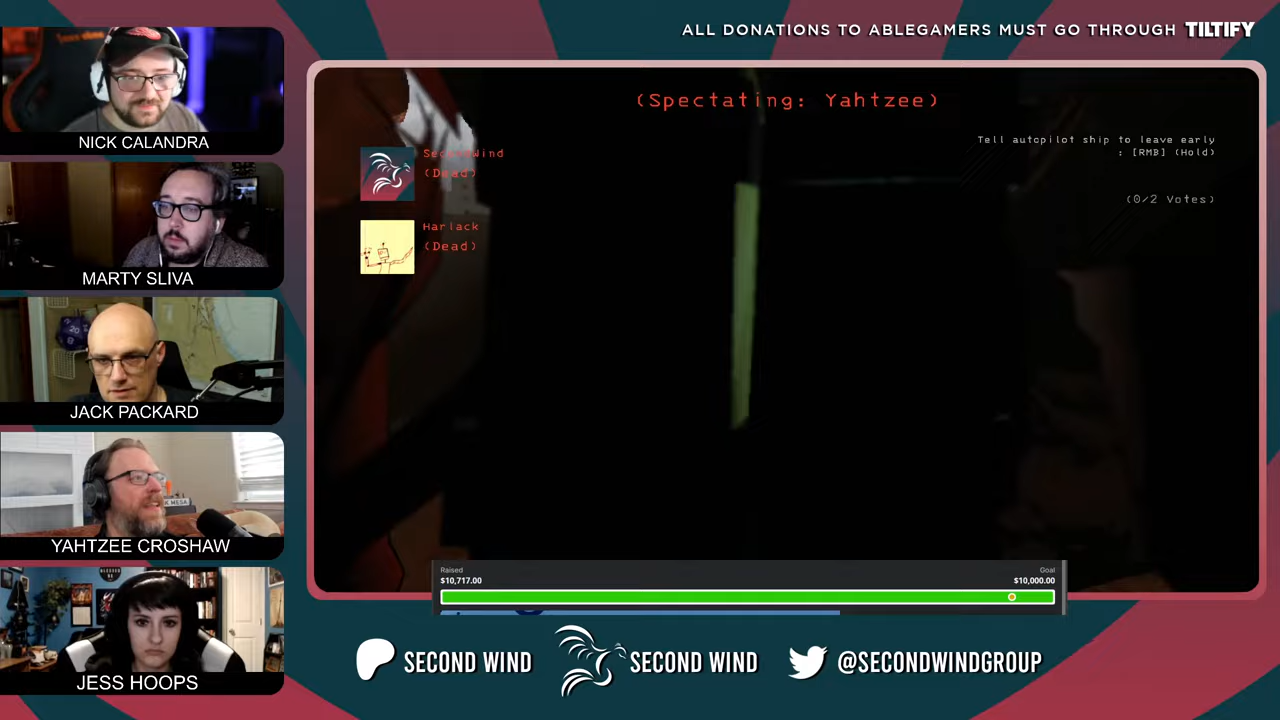 ALL DONATIONS TO ABLEGAMERS MUST GO THROUGH TILTIFY
NICK CALANDRA
MARTY SLIVA
JACK PACKARD
YAHTZEE CROSHAW
JESS HOOPS
(Spectating: Yahtzee)
SecondWind
(Dead)
Harlack
(Dead)
Tell autopilot ship to leave early
: [RMB] (Hold)
(0/2 Votes)
Raised
$10,717.00
Goal
$10,000.00
SECOND WIND
SECOND WIND
@SECONDWINDGROUP